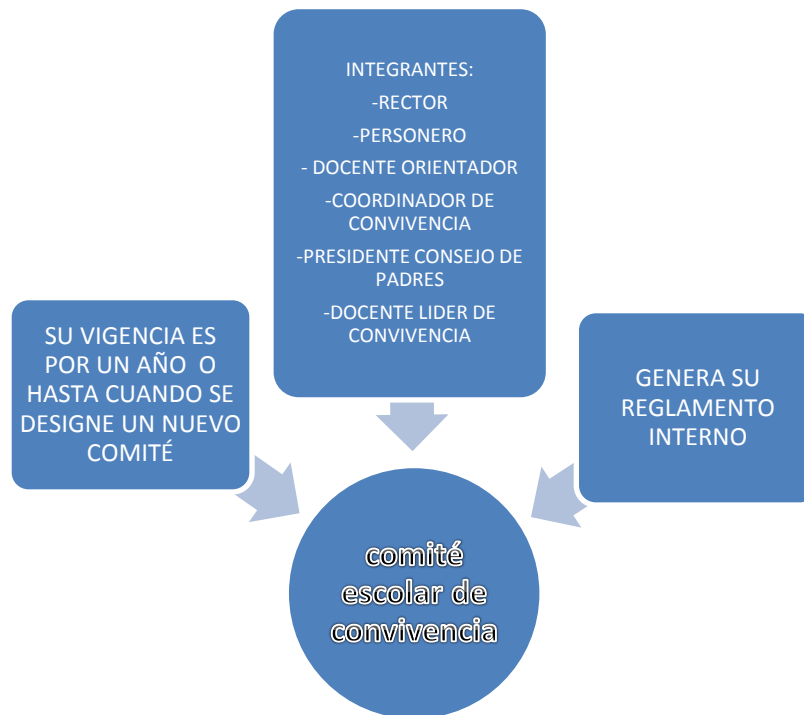 INTEGRANTES:
-RECTOR
-PERSONERO
- DOCENTE ORIENTADOR
-COORDINADOR DE
CONVIVENCIA
-PRESIDENTE CONSEJO DE
PADRES
-DOCENTE LIDER DE
CONVIVENCIA
SU VIGENCIA ES
POR UN AÑO  O
HASTA CUANDO SE
DESIGNE UN NUEVO
COMITÉ
GENERA SU
REGLAMENTO
INTERNO
comité
escolar de
convivencia